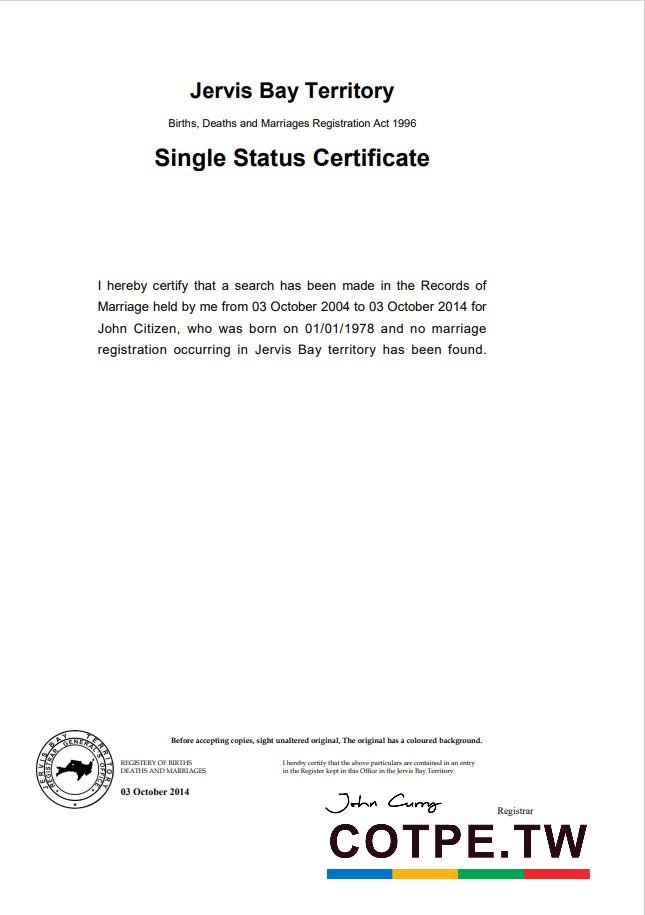 Jervis Bay Territory
Births, Deaths and Marriages Registration Act 1996
Single Status Certificate
I hereby certify that a search has been made in the Records of
Marriage held by me from 03 October 2004 to 03 October 2014 for
John Citizen, who was born on 01/01/1978 and no marriage
registration occurring in Jervis Bay territory has been found.
Before accepting copies, sight unaltered original, The original has a coloured background.
JERVIS BAY TERRITORY
REGISTRAR GENERAL'S OFFICE
REGISTERY OF BIRTHS
DEATHS AND MARRIAGES
03 October 2014
I hereby certify that the above particulars are contained in an entry
in the Register kept in this Office in the Jervis Bay Territory.
John
Registrar
COTPE.TW